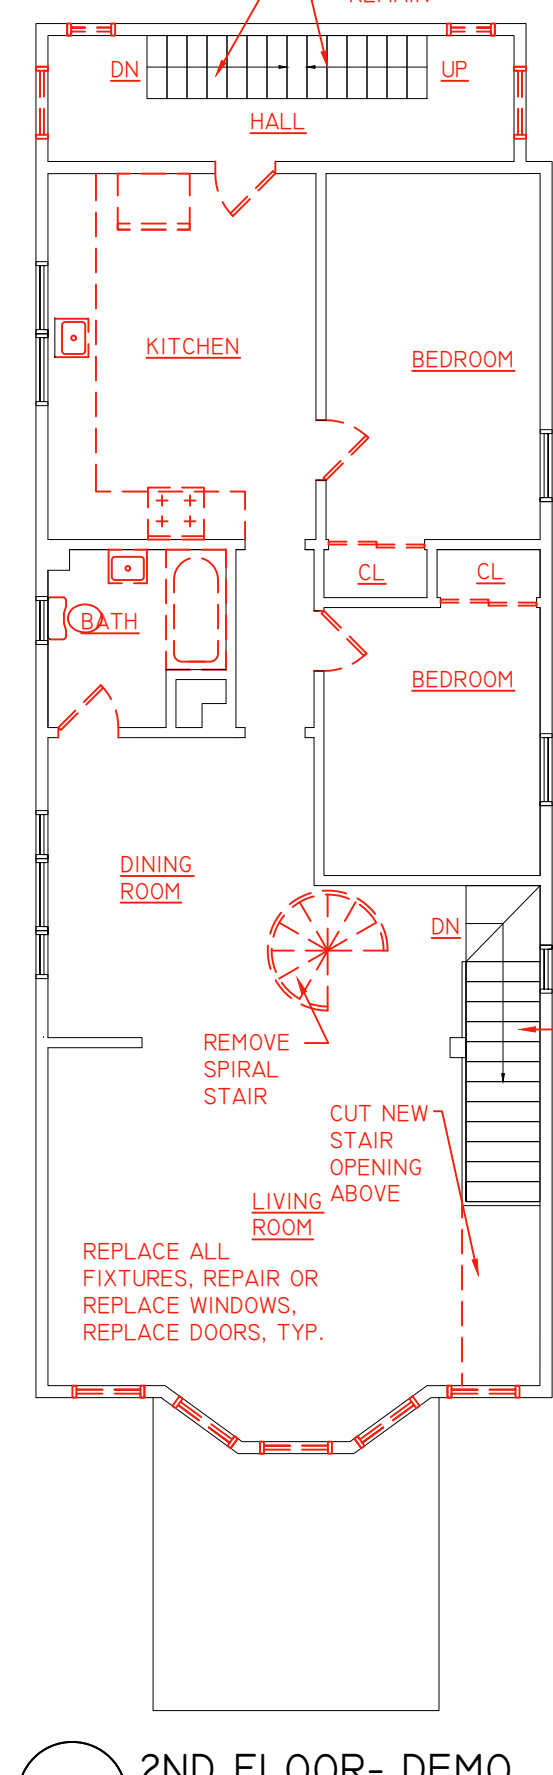 REMAIN
DN
UP
HALL
KITCHEN
BEDROOM
CL
CL
BATH
BEDROOM
DINING
ROOM
DN
REMOVE
SPIRAL
STAIR
CUT NEW
STAIR
OPENING
ABOVE
LIVING
ROOM
REPLACE ALL
FIXTURES, REPAIR OR
REPLACE WINDOWS,
REPLACE DOORS, TYP.
2ND FLOOR- DEMO